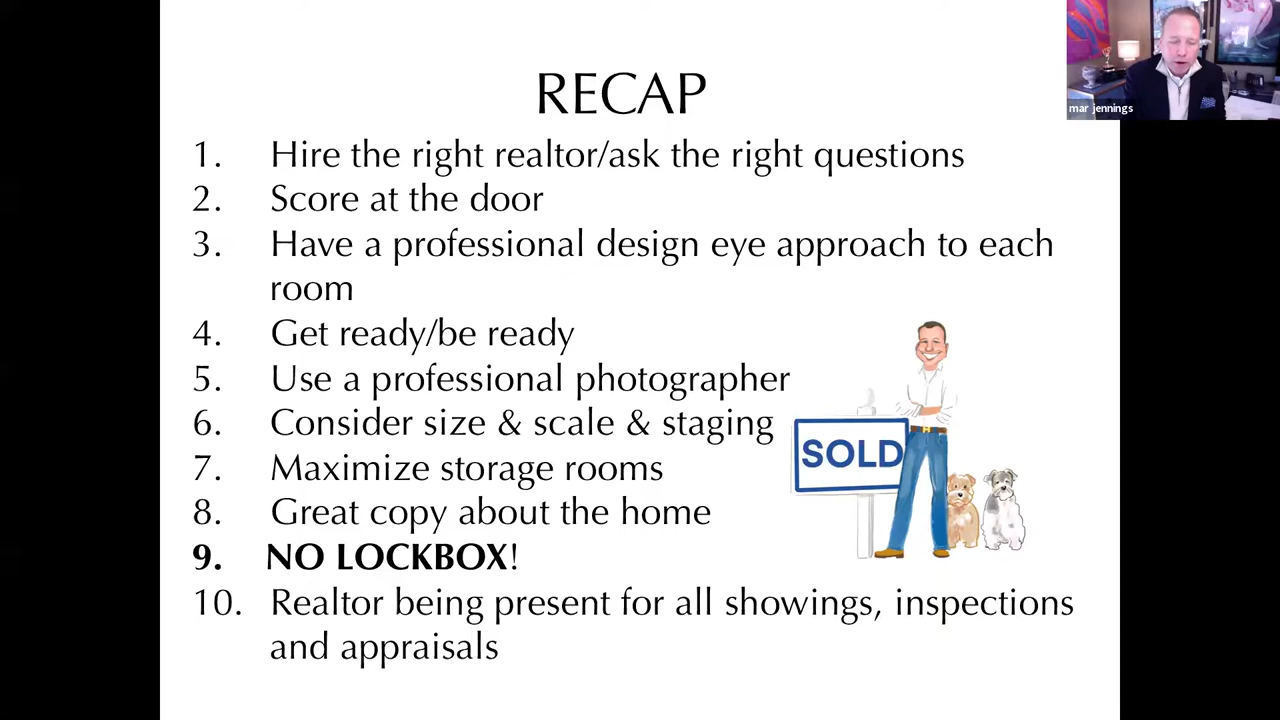 mar jennings
RECAP
1. Hire the right realtor/ask the right questions
2. Score at the door
3. Have a professional design eye approach to each
room
4. Get ready/be ready
5. Use a professional photographer
6. Consider size & scale & staging
7. Maximize storage rooms
8. Great copy about the home
9. NO LOCKBOX!
10. Realtor being present for all showings, inspections
and appraisals
SOLD